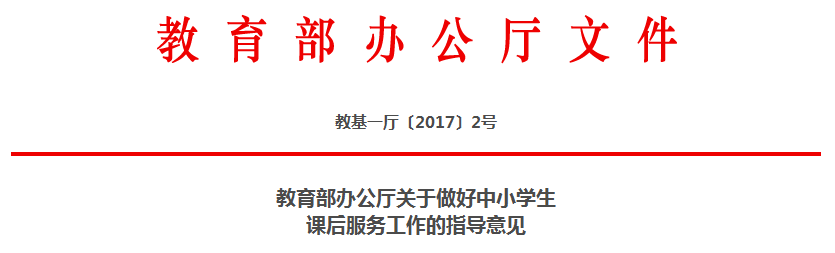 教育部办公厅文件
教基一厅〔2017〕2号
教育部办公厅关于做好中小学生
课后服务工作的指导意见